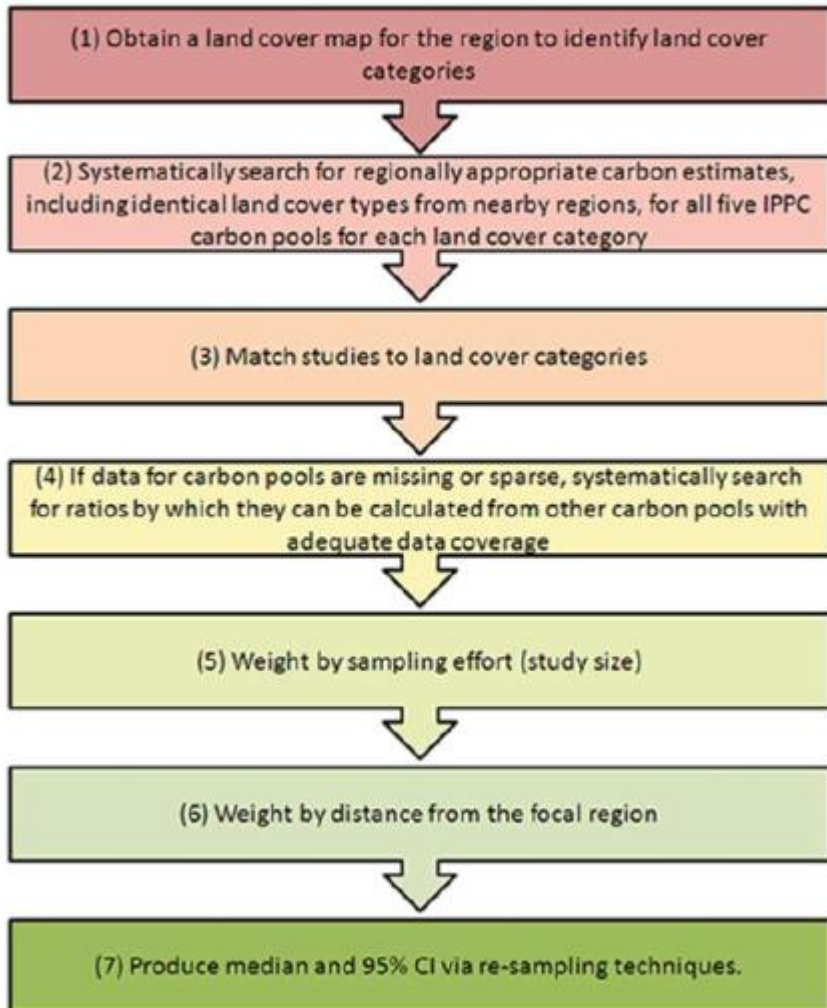 (1) Obtain a land cover map for the region to identify land cover
categories
(2) Systematically search for regionally appropriate carbon estimates,
including identical land cover types from nearby regions, for all five IPPC
carbon pools for each land cover category
(3) Match studies to land cover categories
(4) If data for carbon pools are missing or sparse, systematically search
for ratios by which they can be calculated from other carbon pools with
adequate data coverage
(5) Weight by sampling effort (study size)
(6) Weight by distance from the focal region
(7) Produce median and 95% CI via re-sampling techniques.